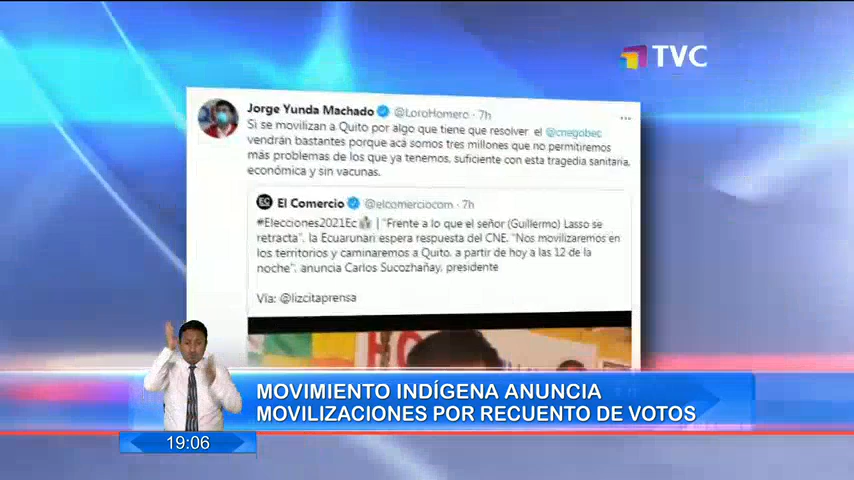 TVC
Jorge Yunda Machado @LoroHomero · 7h
Si se movilizan a Quito por algo que tiene que resolver el @cnegobec
vendrán bastantes porque acá somos tres millones que no permitiremos
más problemas de los que ya tenemos, suficiente con esta tragedia sanitaria,
económica y sin vacunas.
EC El Comercio @elcomerciocom · 7h
#Elecciones2021Ec | "Frente a lo que el señor (Guillermo) Lasso se
retracta", la Ecuarunari espera respuesta del CNE. "Nos movilizaremos en
los territorios y caminaremos a Quito, a partir de hoy a las 12 de la
noche", anuncia Carlos Sucozhañay, presidente
Vía: @lizcitaprensa
HO
MOVIMIENTO INDÍGENA ANUNCIA
MOVILIZACIONES POR RECUENTO DE VOTOS
19:06